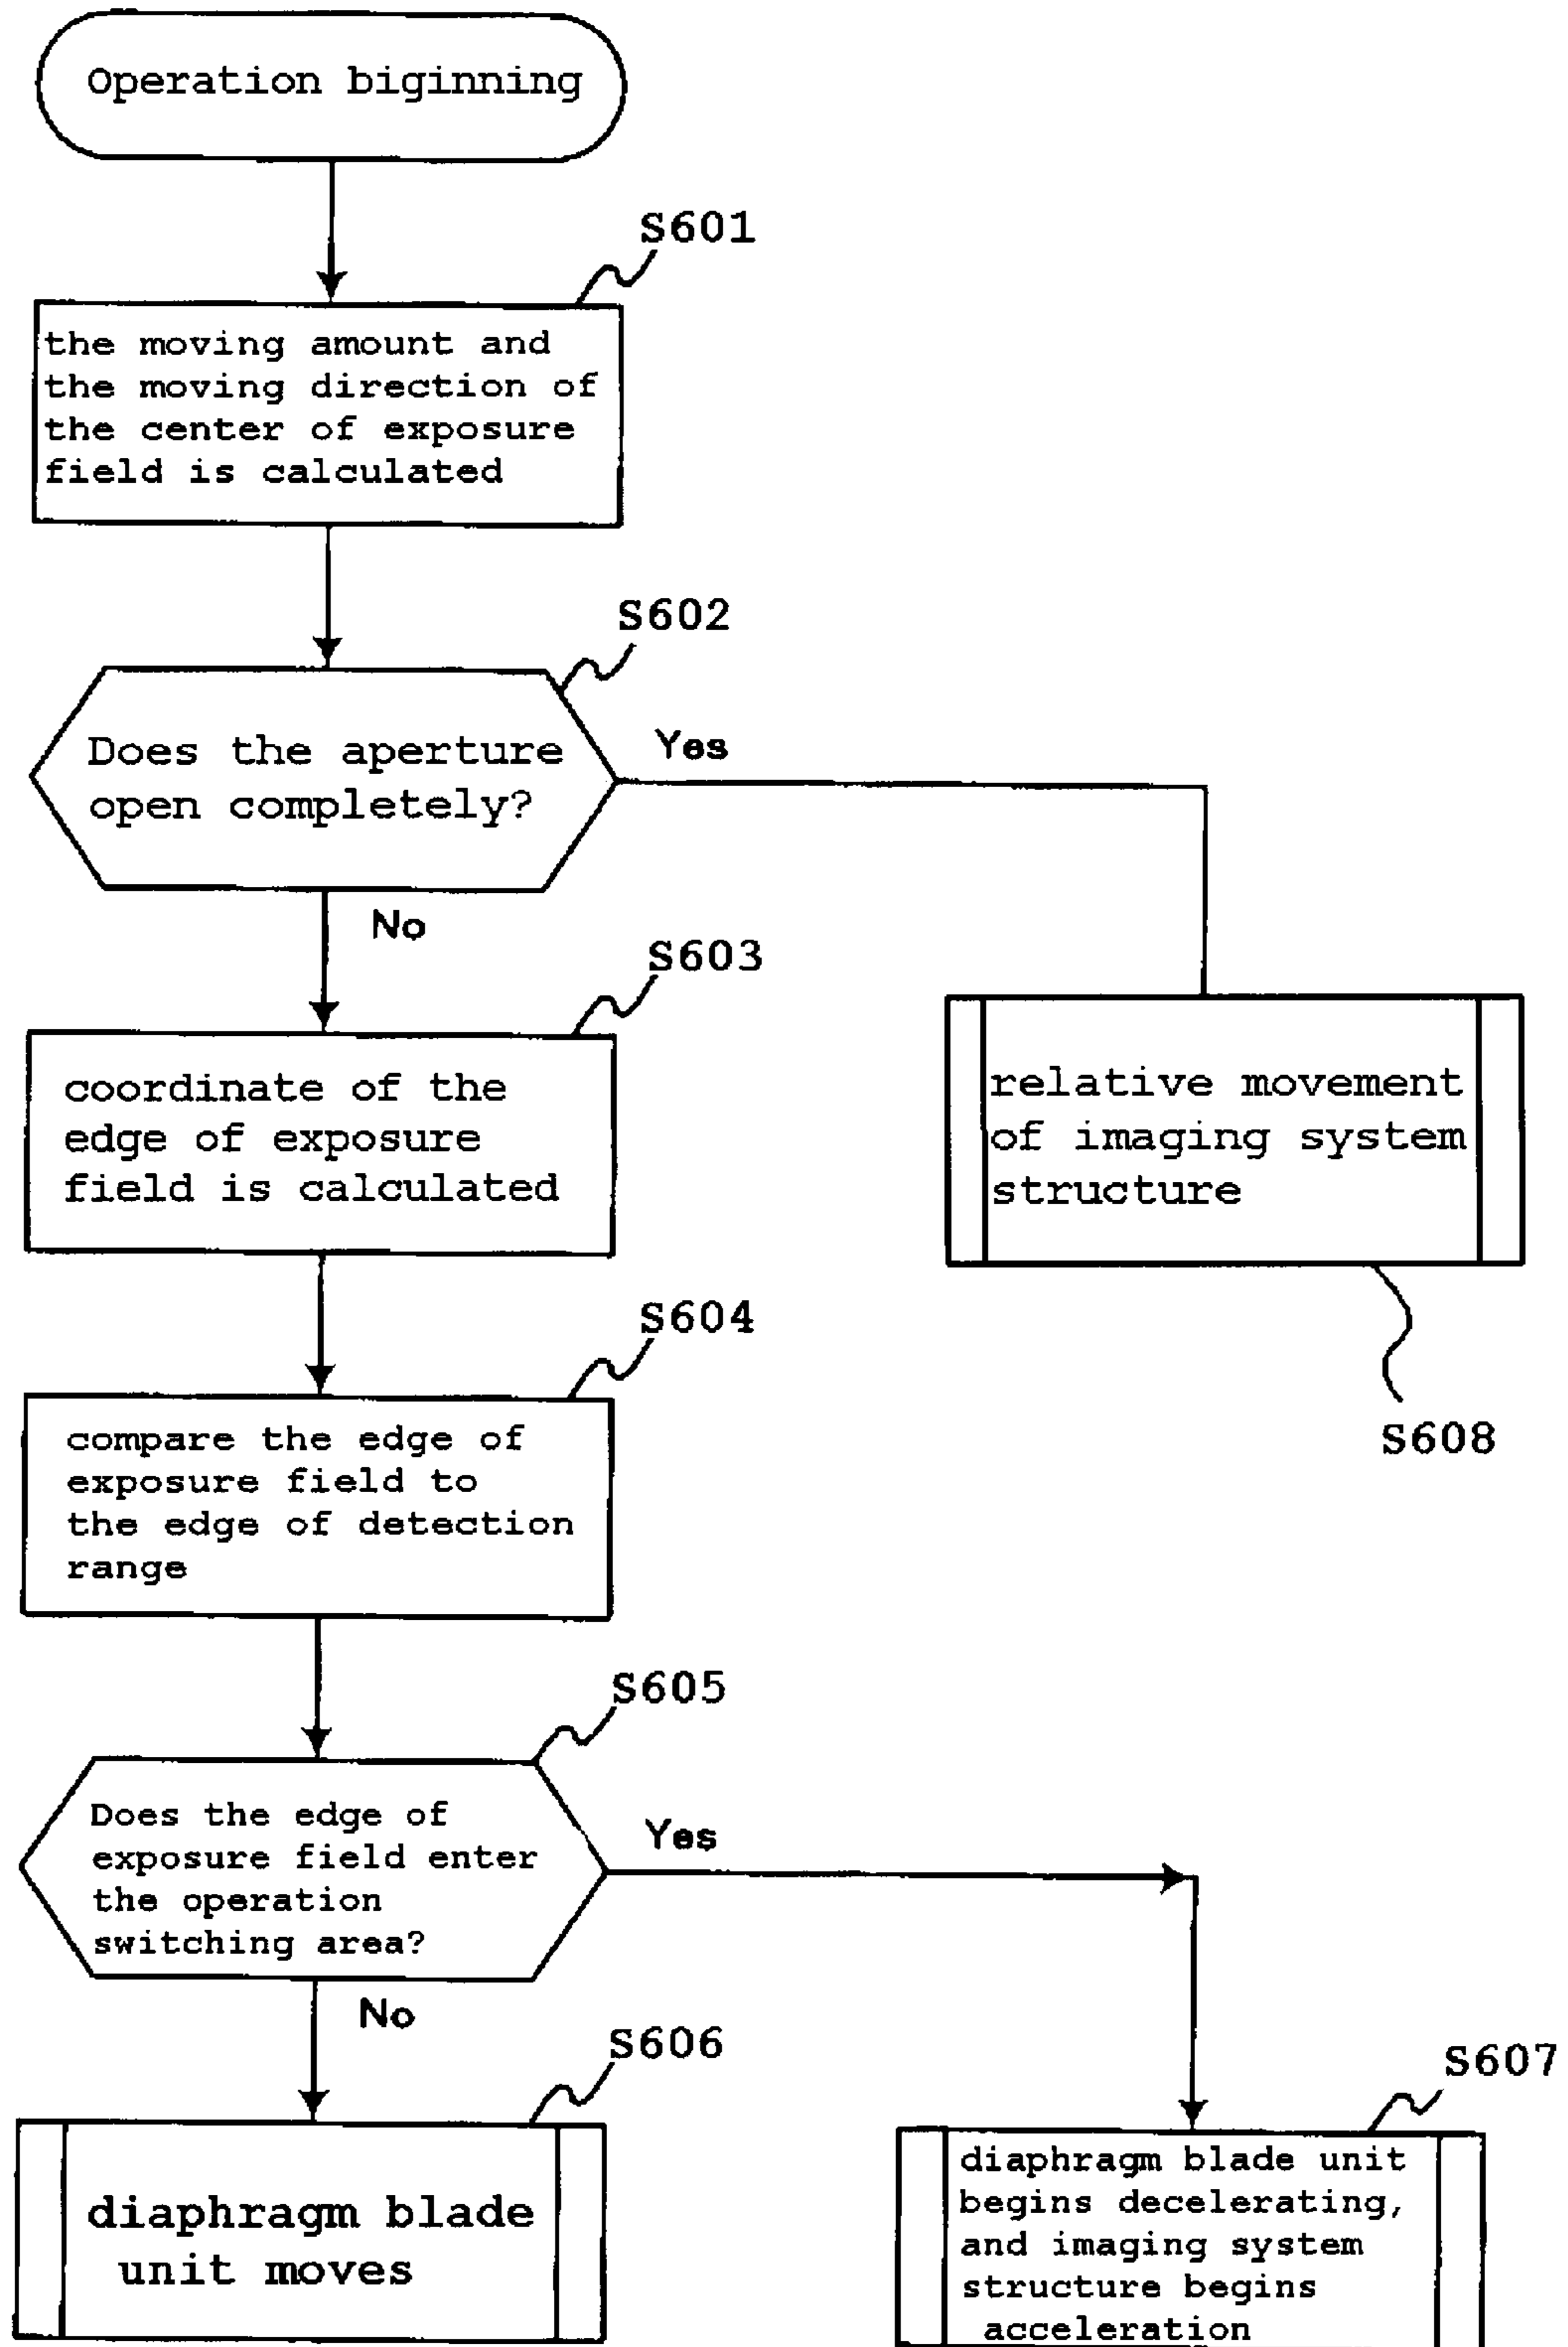 Operation biginning
S601
the moving amount and
the moving direction of
the center of exposure
field is calculated
S602
Does the aperture
open completely?
Yes
No
S603
coordinate of the
edge of exposure
field is calculated
relative movement
of imaging system
structure
S608
S604
compare the edge of
exposure field to
the edge of detection
range
S605
Does the edge of
exposure field enter
the operation
switching area?
Yes
No
S606
diaphragm blade
unit moves
S607
diaphragm blade unit
begins decelerating,
and imaging system
structure begins
acceleration